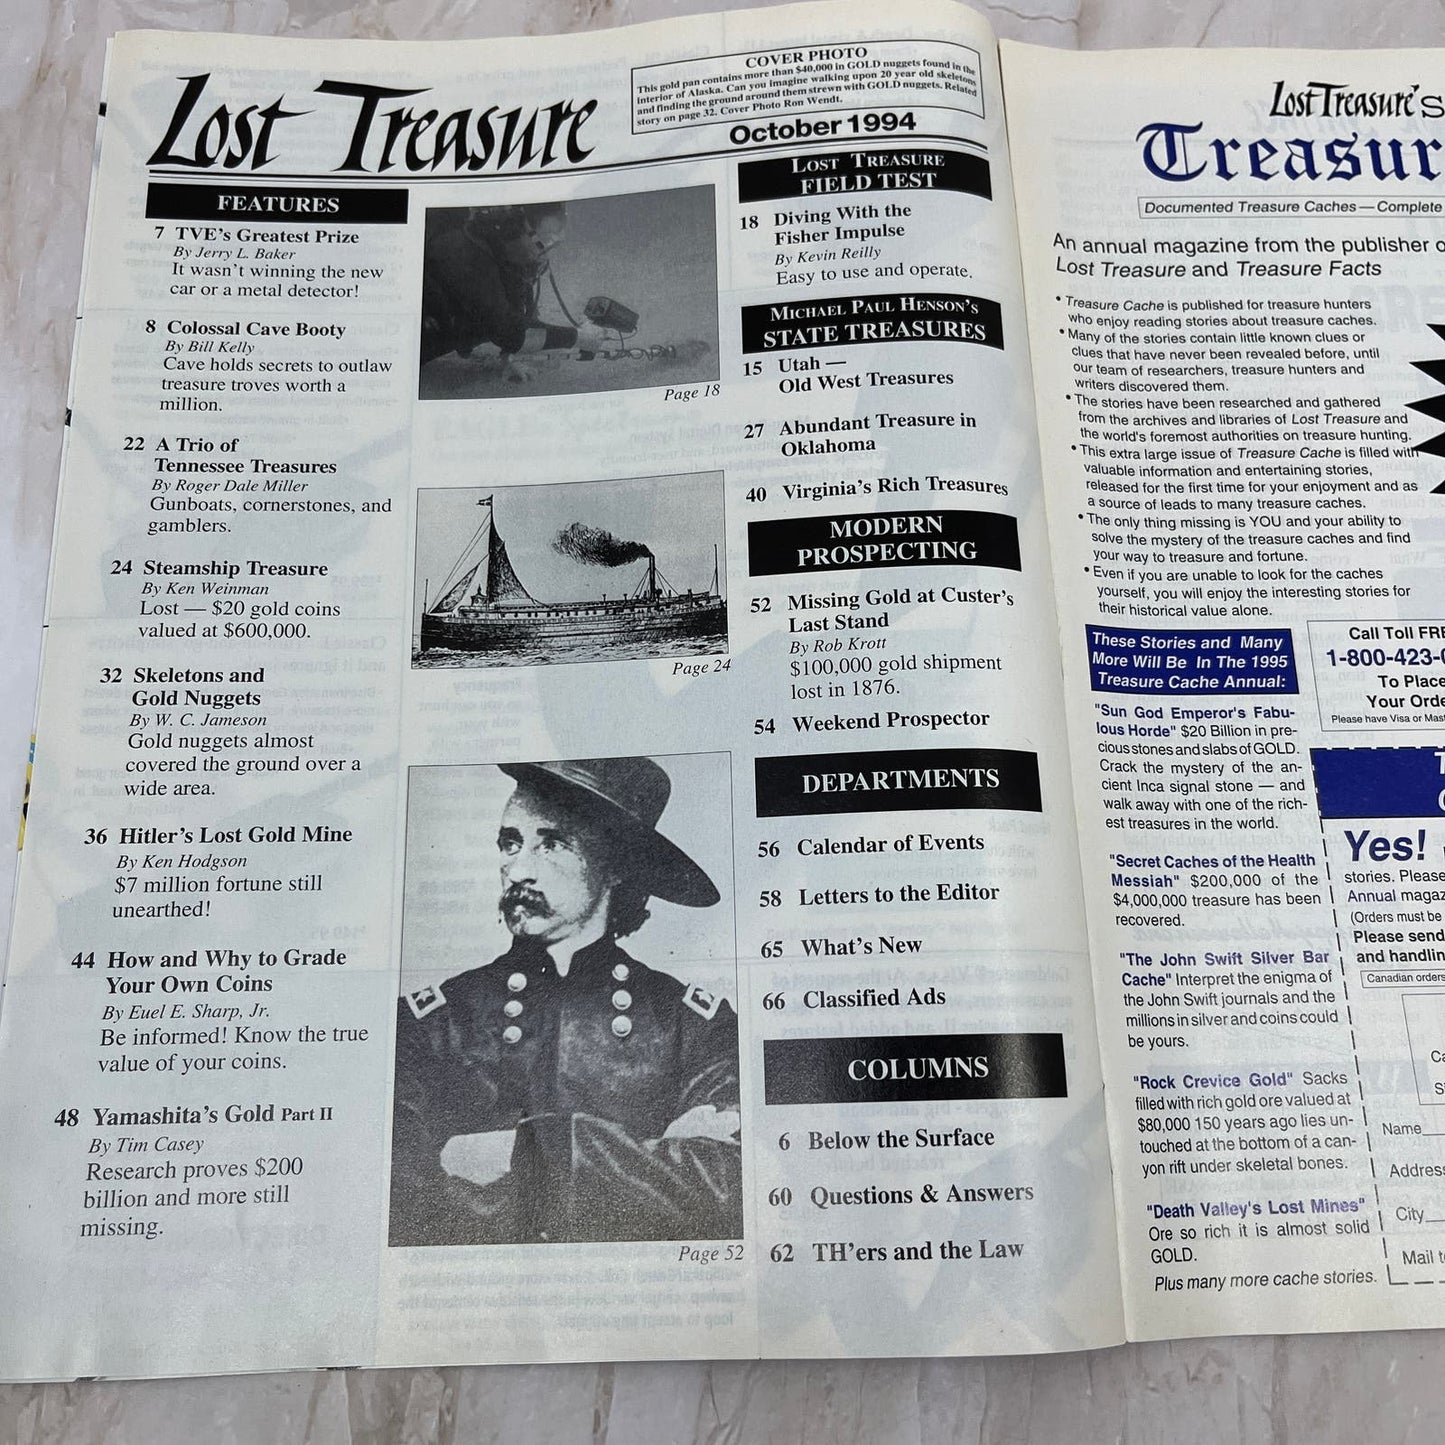 Lost Treasure
COVER PHOTO
This gold pan contains more than $40,000 in GOLD nuggets found in the
interior of Alaska. Can you imagine walking upon 20 year old skeletons
and finding the ground around them strewn with GOLD nuggets. Related
story on page 32. Cover Photo Ron Wendt.
October 1994
FEATURES
7 TVE's Greatest Prize
By Jerry L. Baker
It wasn't winning the new
car or a metal detector!
8 Colossal Cave Booty
By Bill Kelly
Cave holds secrets to outlaw
treasure troves worth a
million.
22 A Trio of
Tennessee Treasures
By Roger Dale Miller
Gunboats, cornerstones, and
gamblers.
24 Steamship Treasure
By Ken Weinman
Lost — $20 gold coins
valued at $600,000.
32 Skeletons and
Gold Nuggets
By W. C. Jameson
Gold nuggets almost
covered the ground over a
wide area.
36 Hitler's Lost Gold Mine
By Ken Hodgson
$7 million fortune still
unearthed!
44 How and Why to Grade
Your Own Coins
By Euel E. Sharp, Jr.
Be informed! Know the true
value of your coins.
48 Yamashita's Gold Part II
By Tim Casey
Research proves $200
billion and more still
missing.
Page 18
Page 24
Page 52
LOST TREASURE
FIELD TEST
18 Diving With the
Fisher Impulse
By Kevin Reilly
Easy to use and operate.
MICHAEL PAUL HENSON'S
STATE TREASURES
15 Utah —
Old West Treasures
27 Abundant Treasure in
Oklahoma
40 Virginia's Rich Treasures
MODERN
PROSPECTING
52 Missing Gold at Custer's
Last Stand
By Rob Krott
$100,000 gold shipment
lost in 1876.
54 Weekend Prospector
DEPARTMENTS
56 Calendar of Events
58 Letters to the Editor
65 What's New
66 Classified Ads
COLUMNS
6 Below the Surface
60 Questions & Answers
62 TH'ers and the Law
Lost Treasure's
Treasur
Documented Treasure Caches — Complete
An annual magazine from the publisher o
Lost Treasure and Treasure Facts
• Treasure Cache is published for treasure hunters
who enjoy reading stories about treasure caches.
• Many of the stories contain little known clues or
clues that have never been revealed before, until
our team of researchers, treasure hunters and
writers discovered them.
• The stories have been researched and gathered
from the archives and libraries of Lost Treasure and
the world's foremost authorities on treasure hunting.
• This extra large issue of Treasure Cache is filled with
valuable information and entertaining stories,
released for the first time for your enjoyment and as
a source of leads to many treasure caches.
• The only thing missing is YOU and your ability to
solve the mystery of the treasure caches and find
your way to treasure and fortune.
• Even if you are unable to look for the caches
yourself, you will enjoy the interesting stories for
their historical value alone.
These Stories and Many
More Will Be In The 1995
Treasure Cache Annual:
"Sun God Emperor's Fabu-
lous Horde" $20 Billion in pre-
cious stones and slabs of GOLD.
Crack the mystery of the an-
cient Inca signal stone — and
walk away with one of the rich-
est treasures in the world.
"Secret Caches of the Health
Messiah" $200,000 of the
$4,000,000 treasure has been
recovered.
"The John Swift Silver Bar
Cache" Interpret the enigma of
the John Swift journals and the
millions in silver and coins could
be yours.
"Rock Crevice Gold" Sacks
filled with rich gold ore valued at
$80,000 150 years ago lies un-
touched at the bottom of a can-
yon rift under skeletal bones.
"Death Valley's Lost Mines"
Ore so rich it is almost solid
GOLD.
Plus many more cache stories.
Call Toll FRE
1-800-423-0
To Place
Your Orde
Please have Visa or Mas
Yes!
stories. Please
Annual magaz
(Orders must be
Please send
and handlin
Canadian orders
Ca
S
Name
Address
City
Mail t